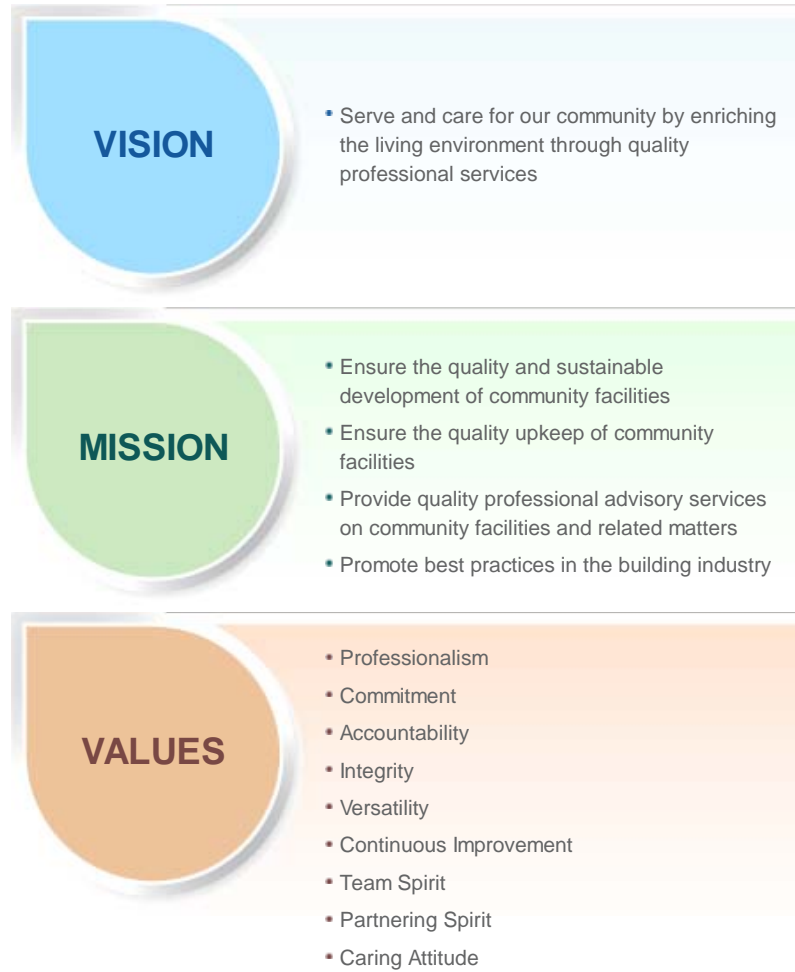 VISION
• Serve and care for our community by enriching
the living environment through quality
professional services
MISSION
• Ensure the quality and sustainable
development of community facilities
• Ensure the quality upkeep of community
facilities
• Provide quality professional advisory services
on community facilities and related matters
• Promote best practices in the building industry
VALUES
• Professionalism
• Commitment
• Accountability
• Integrity
• Versatility
• Continuous Improvement
• Team Spirit
• Partnering Spirit
• Caring Attitude